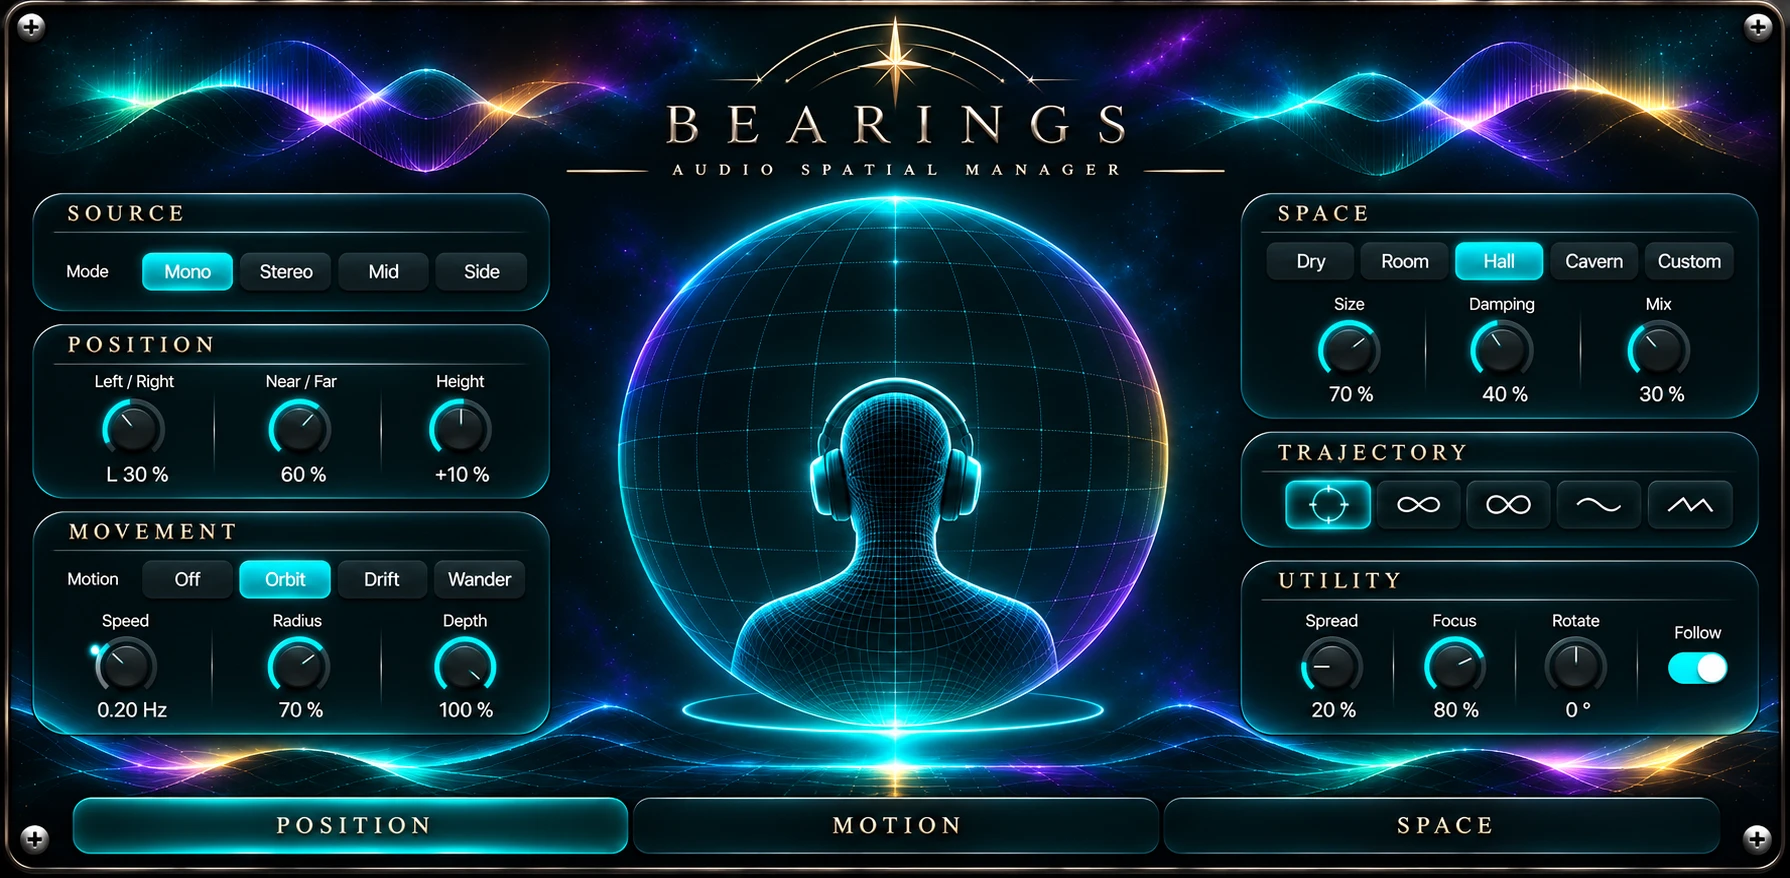 BEARINGS
AUDIO SPATIAL MANAGER
SOURCE
Mode Mono Stereo Mid Side
POSITION
Left / Right Near / Far Height
L 30 % 60 % +10 %
MOVEMENT
Motion Off Orbit Drift Wander
Speed Radius Depth
0.20 Hz 70 % 100 %
SPACE
Dry Room Hall Cavern Custom
Size Damping Mix
70 % 40 % 30 %
TRAJECTORY
UTILITY
Spread Focus Rotate Follow
20 % 80 % 0 °
POSITION MOTION SPACE